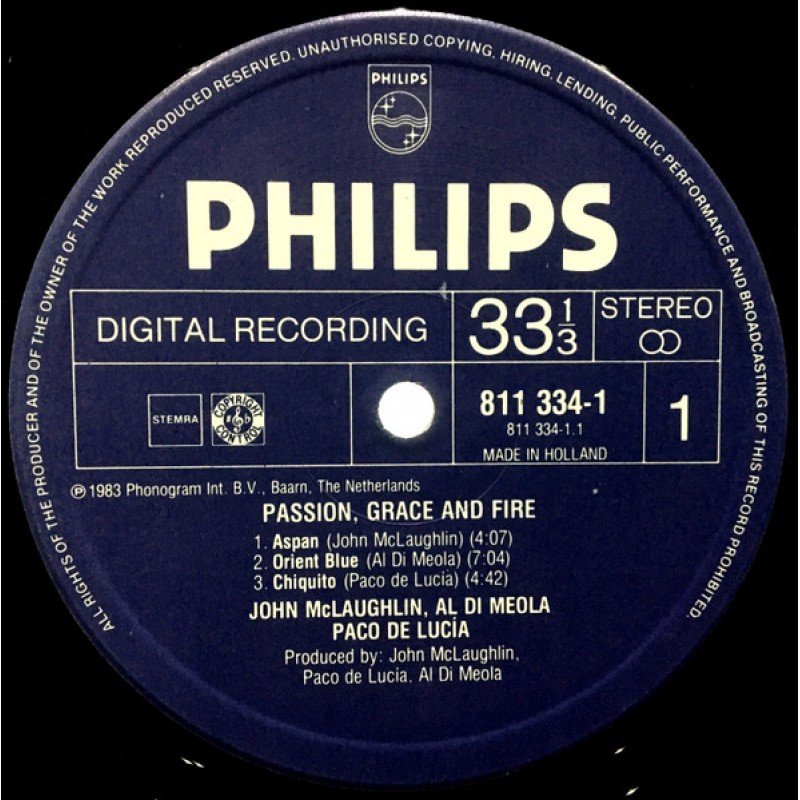 ALL RIGHTS OF THE PRODUCER AND OF THE OWNER OF THE WORK REPRODUCED RESERVED. UNAUTHORISED COPYING, HIRING, LENDING, PUBLIC PERFORMANCE AND BROADCASTING OF THIS RECORD PROHIBITED.
PHILIPS
PHILIPS
DIGITAL RECORDING
33 1/3
STEREO
STEMRA
COPYRIGHT CONTROL
811 334-1
811 334-1.1
MADE IN HOLLAND
1
℗ 1983 Phonogram Int. B.V., Baarn, The Netherlands
PASSION, GRACE AND FIRE
1. Aspan (John McLaughlin) (4:07)
2. Orient Blue (Al Di Meola) (7:04)
3. Chiquito (Paco de Lucía) (4:42)
JOHN McLAUGHLIN, AL DI MEOLA
PACO DE LUCÍA
Produced by: John McLaughlin,
Paco de Lucia, Al Di Meola